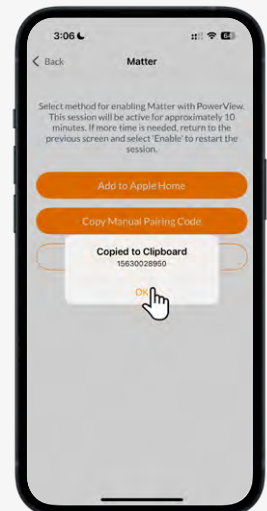 3:06
64
Back
Matter
Select method for enabling Matter with PowerView.
This session will be active for approximately 10
minutes. If more time is needed, return to the
previous screen and select 'Enable' to restart the
session.
Add to Apple Home
Copy Manual Pairing Code
Copied to Clipboard
15630028950
OK